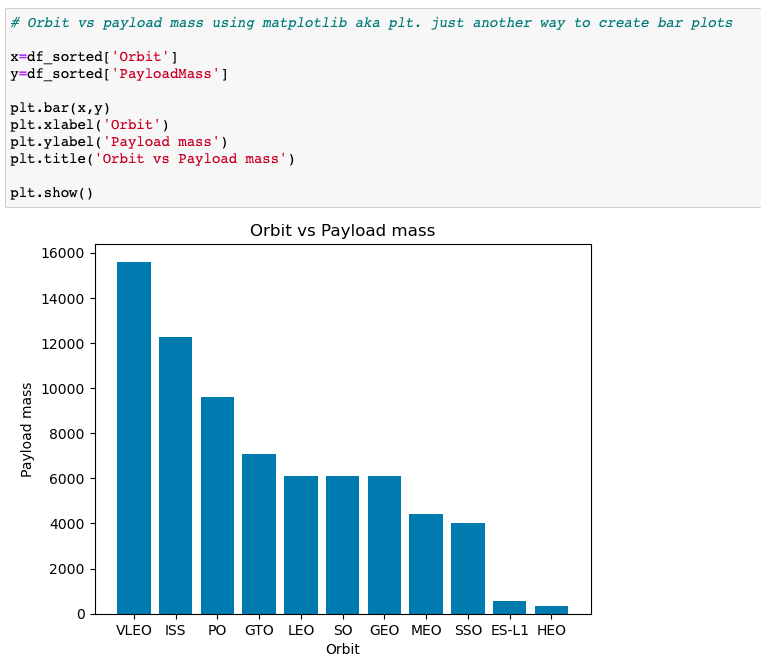 # Orbit vs payload mass using matplotlib aka plt. just another way to create bar plots
x=df_sorted['Orbit']
y=df_sorted['PayloadMass']
plt.bar(x,y)
plt.xlabel('Orbit')
plt.ylabel('Payload mass')
plt.title('Orbit vs Payload mass')
plt.show()
Orbit vs Payload mass
16000
14000
12000
10000
8000
6000
4000
2000
0
Payload mass
VLEO ISS PO GTO LEO SO GEO MEO SSO ES-L1 HEO
Orbit